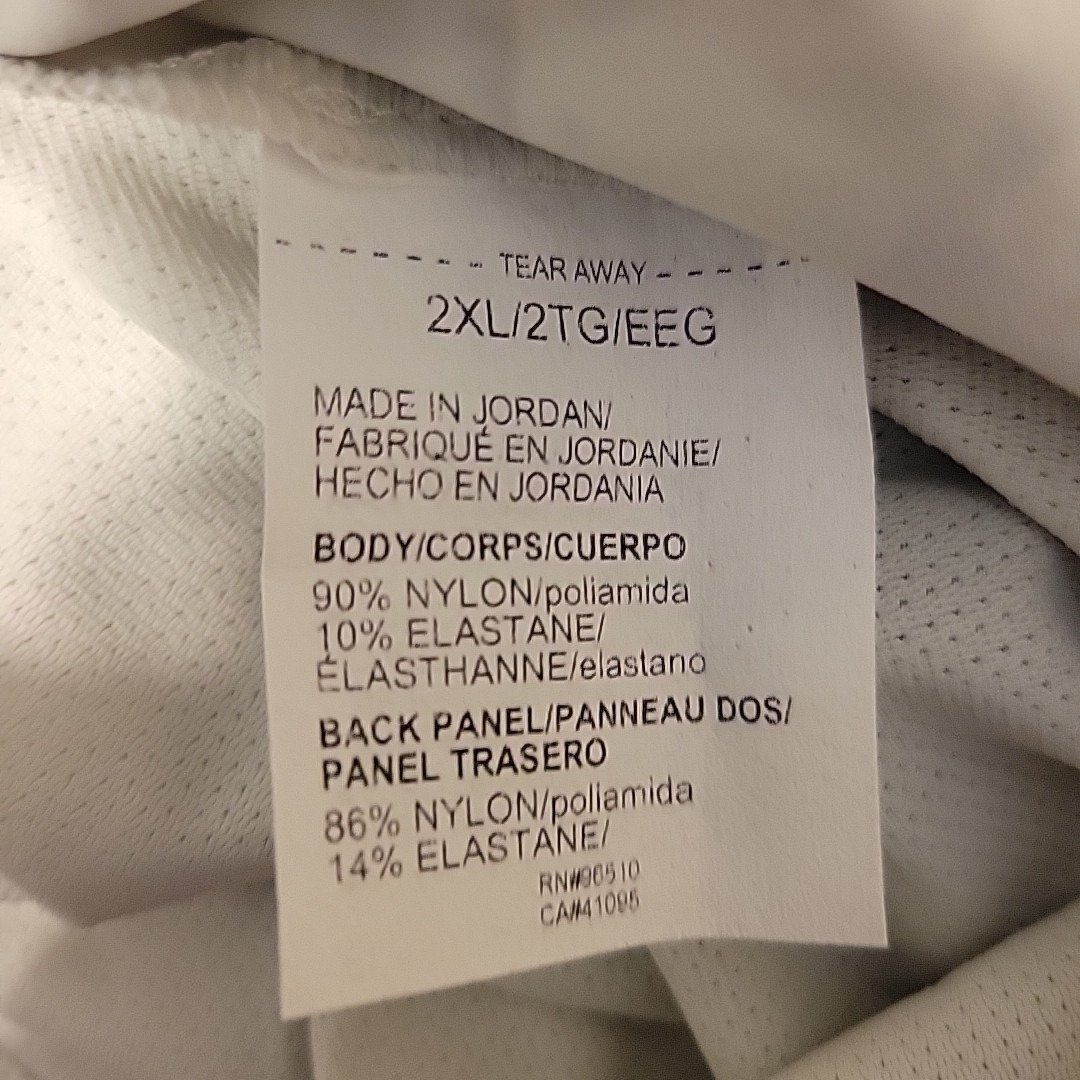 - - - - - - - TEAR AWAY - - - - - -
2XL/2TG/EEG
MADE IN JORDAN/
FABRIQUÉ EN JORDANIE/
HECHO EN JORDANIA
BODY/CORPS/CUERPO
90% NYLON/poliamida
10% ELASTANE/
ÉLASTHANNE/elastano
BACK PANEL/PANNEAU DOS/
PANEL TRASERO
86% NYLON/poliamida
14% ELASTANE/
RN#96510
CA#41095